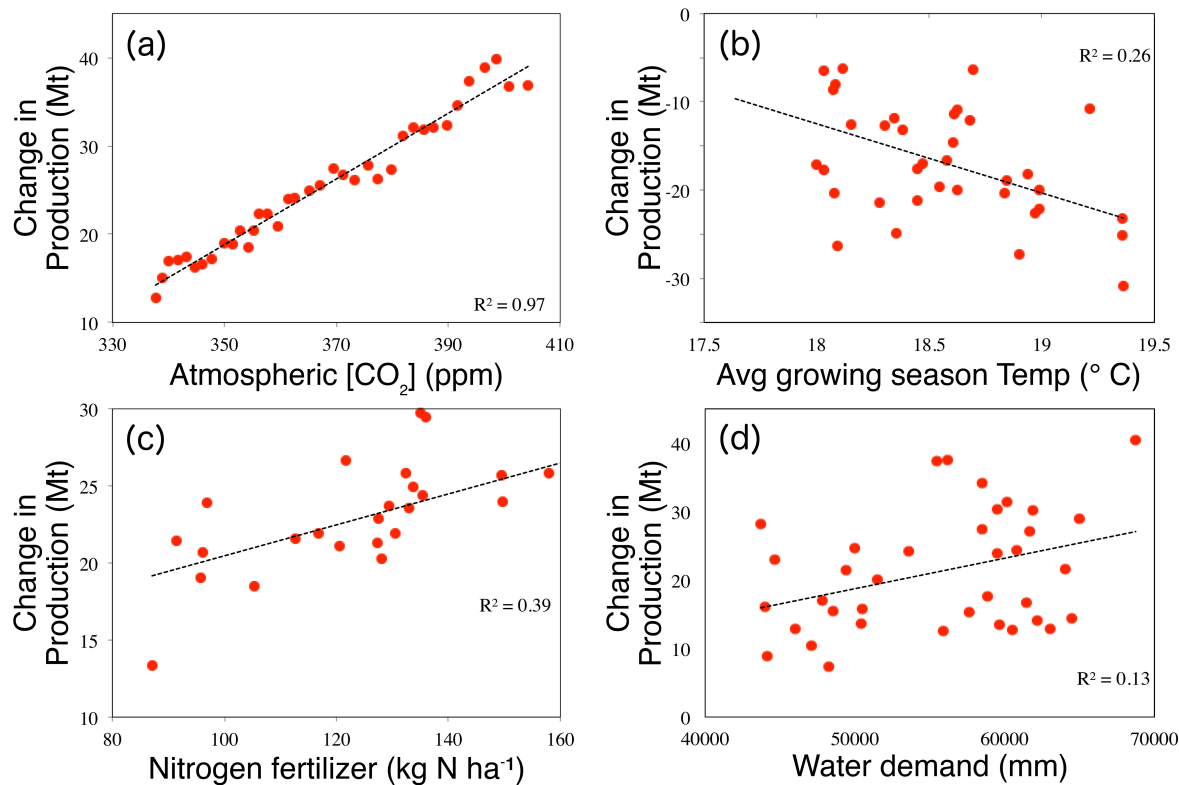 (a)
Change in
Production (Mt)
40
30
20
10
R² = 0.97
330
350
370
390
410
Atmospheric [CO₂] (ppm)
(b)
Change in
Production (Mt)
0
-10
-20
-30
R² = 0.26
17.5
18
18.5
19
19.5
Avg growing season Temp (° C)
(c)
Change in
Production (Mt)
30
25
20
15
10
R² = 0.39
80
100
120
140
160
Nitrogen fertilizer (kg N ha⁻¹)
(d)
Change in
Production (Mt)
40
30
20
10
0
R² = 0.13
40000
50000
60000
70000
Water demand (mm)